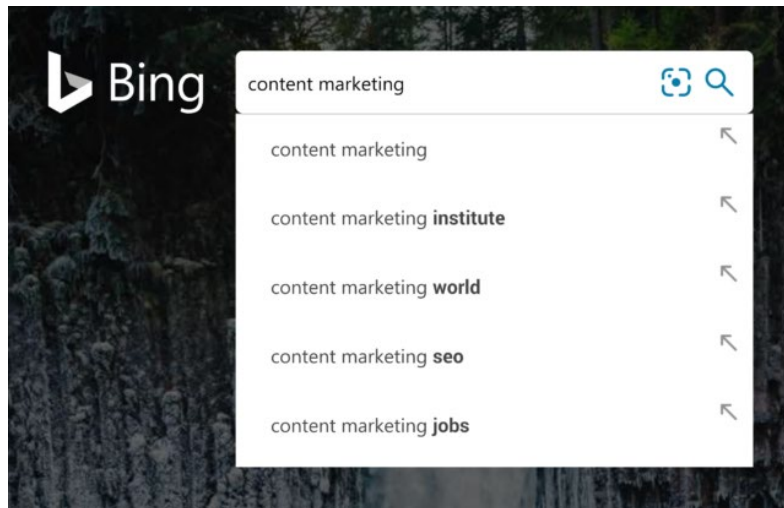 Bing
content marketing
content marketing
content marketing institute
content marketing world
content marketing seo
content marketing jobs